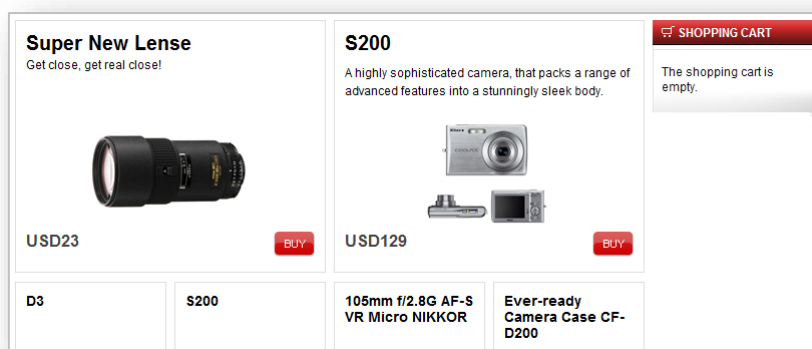 Super New Lense
Get close, get real close!
USD23
BUY
S200
A highly sophisticated camera, that packs a range of
advanced features into a stunningly sleek body.
COOLPIX
USD129
BUY
SHOPPING CART
The shopping cart is
empty.
D3
S200
105mm f/2.8G AF-S
VR Micro NIKKOR
Ever-ready
Camera Case CF-
D200